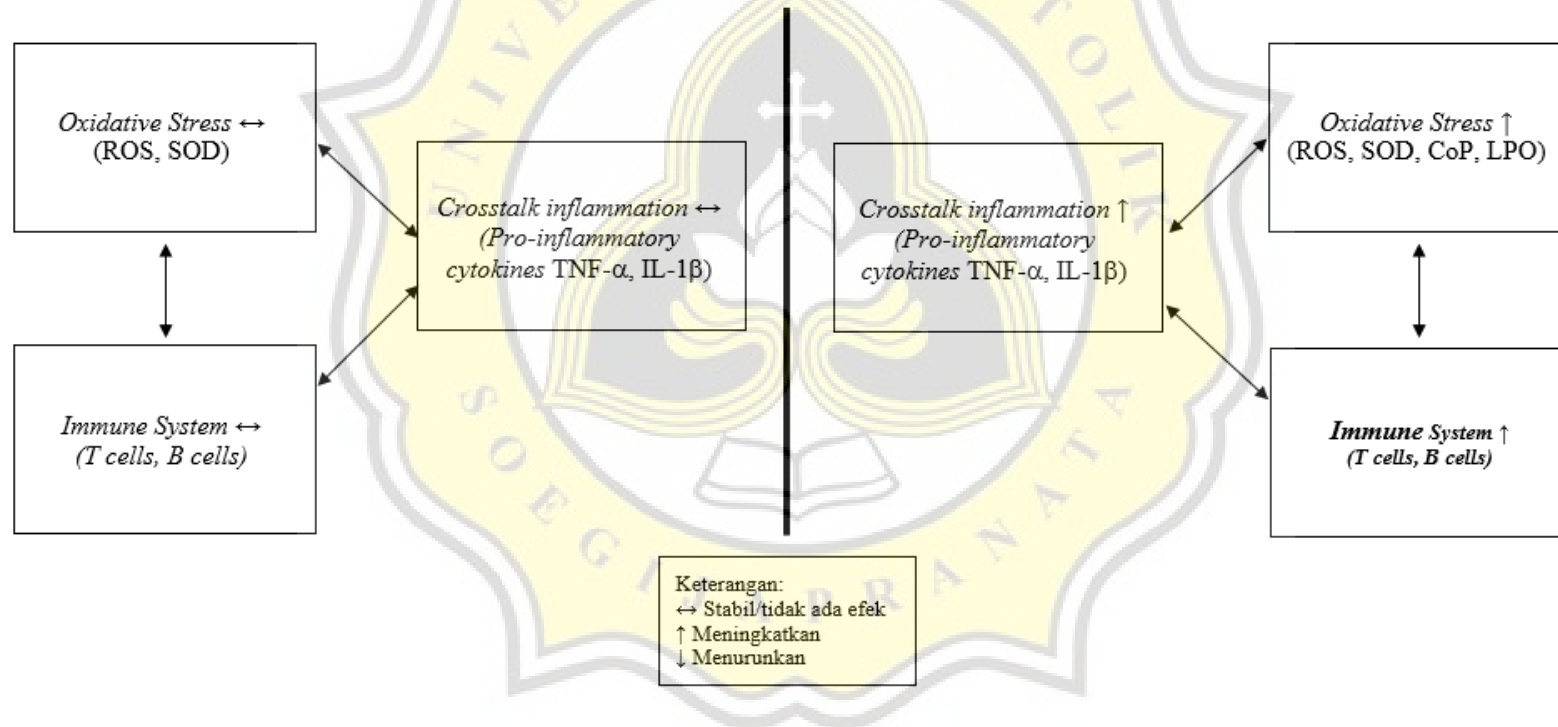 Oxidative Stress ↔
(ROS, SOD)
Immune System ↔
(T cells, B cells)
Crosstalk inflammation ↔
(Pro-inflammatory
cytokines TNF-α, IL-1β)
Crosstalk inflammation ↑
(Pro-inflammatory
cytokines TNF-α, IL-1β)
Oxidative Stress ↑
(ROS, SOD, CoP, LPO)
Immune System ↑
(T cells, B cells)
Keterangan:
↔ Stabil/tidak ada efek
↑ Meningkatkan
↓ Menurunkan
SOEGIJAPRANATA